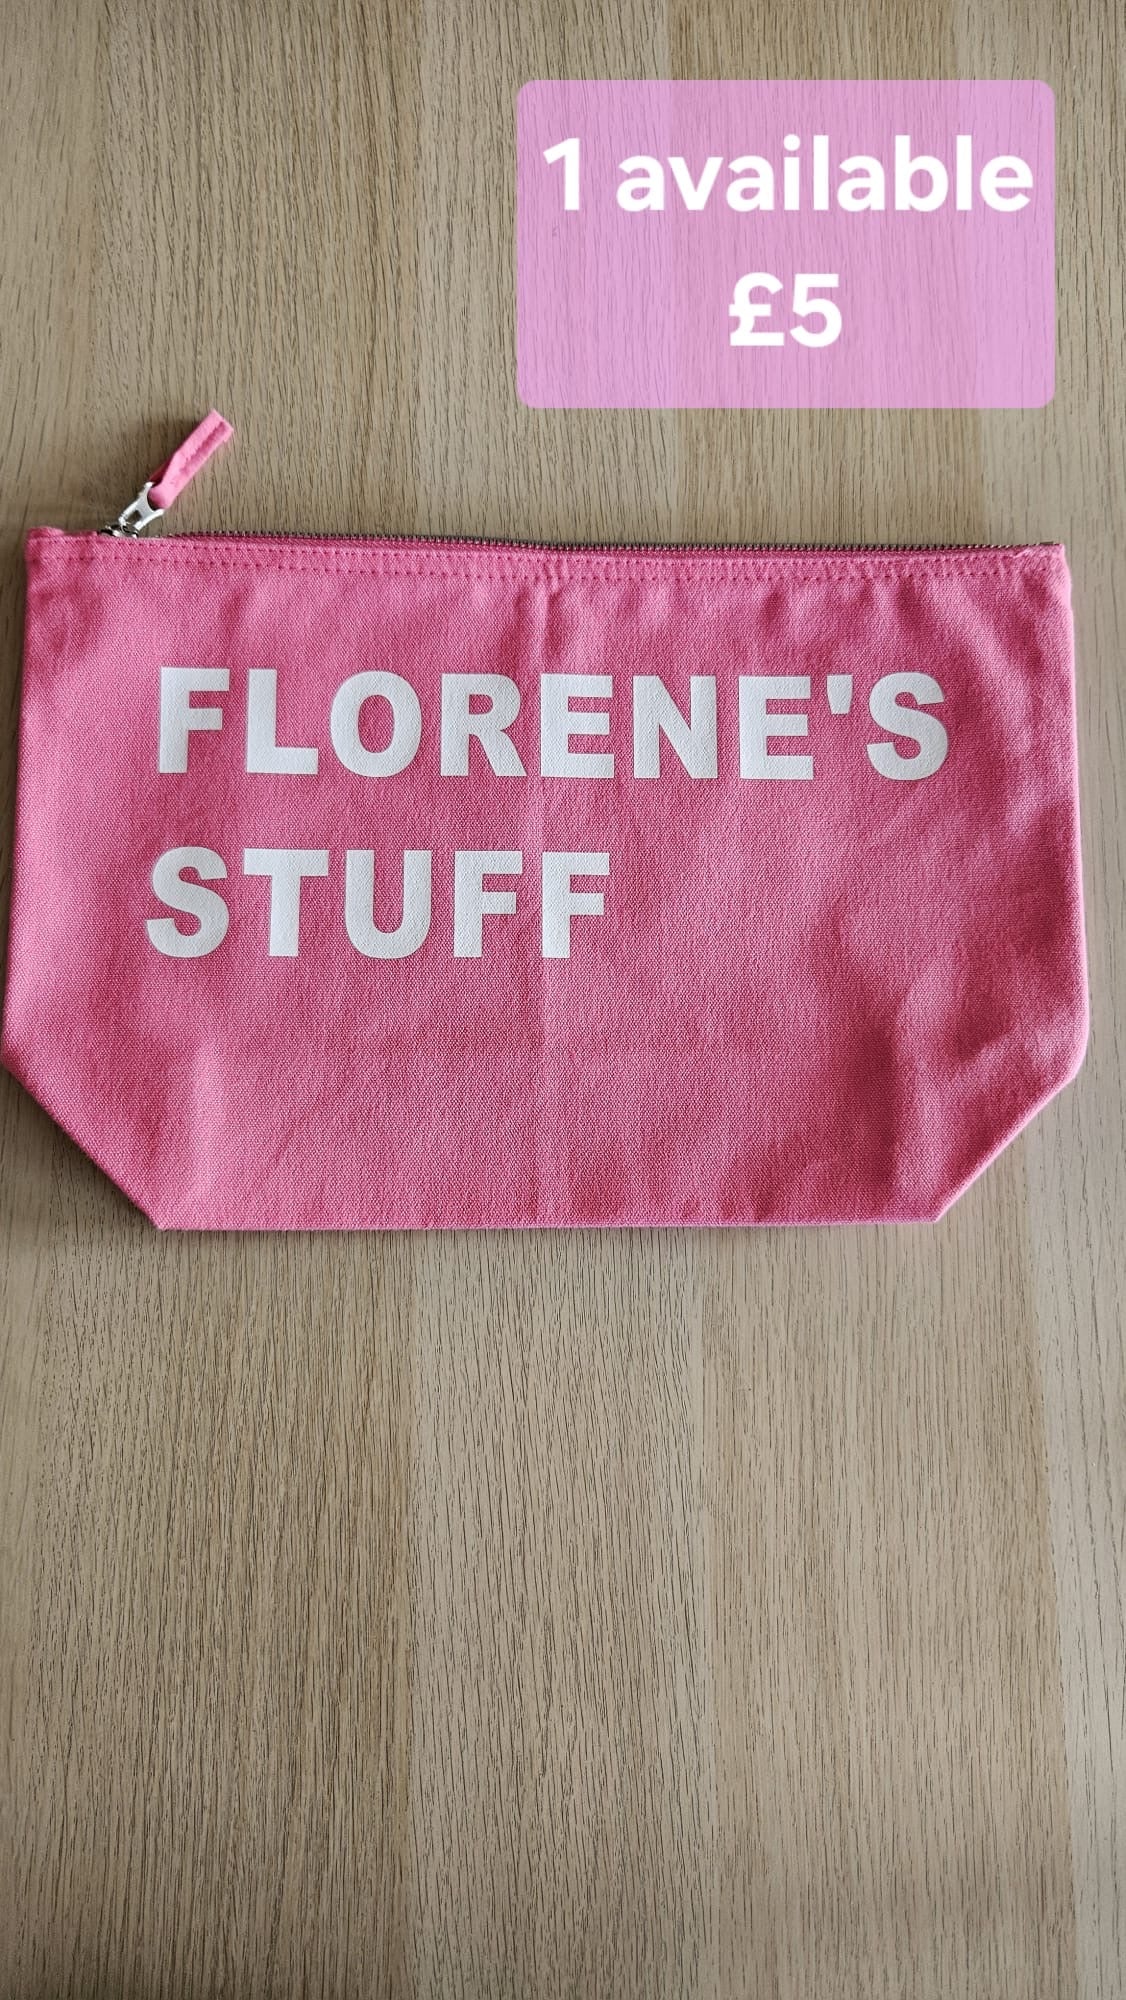 1 available
£5
FLORENE'S
STUFF